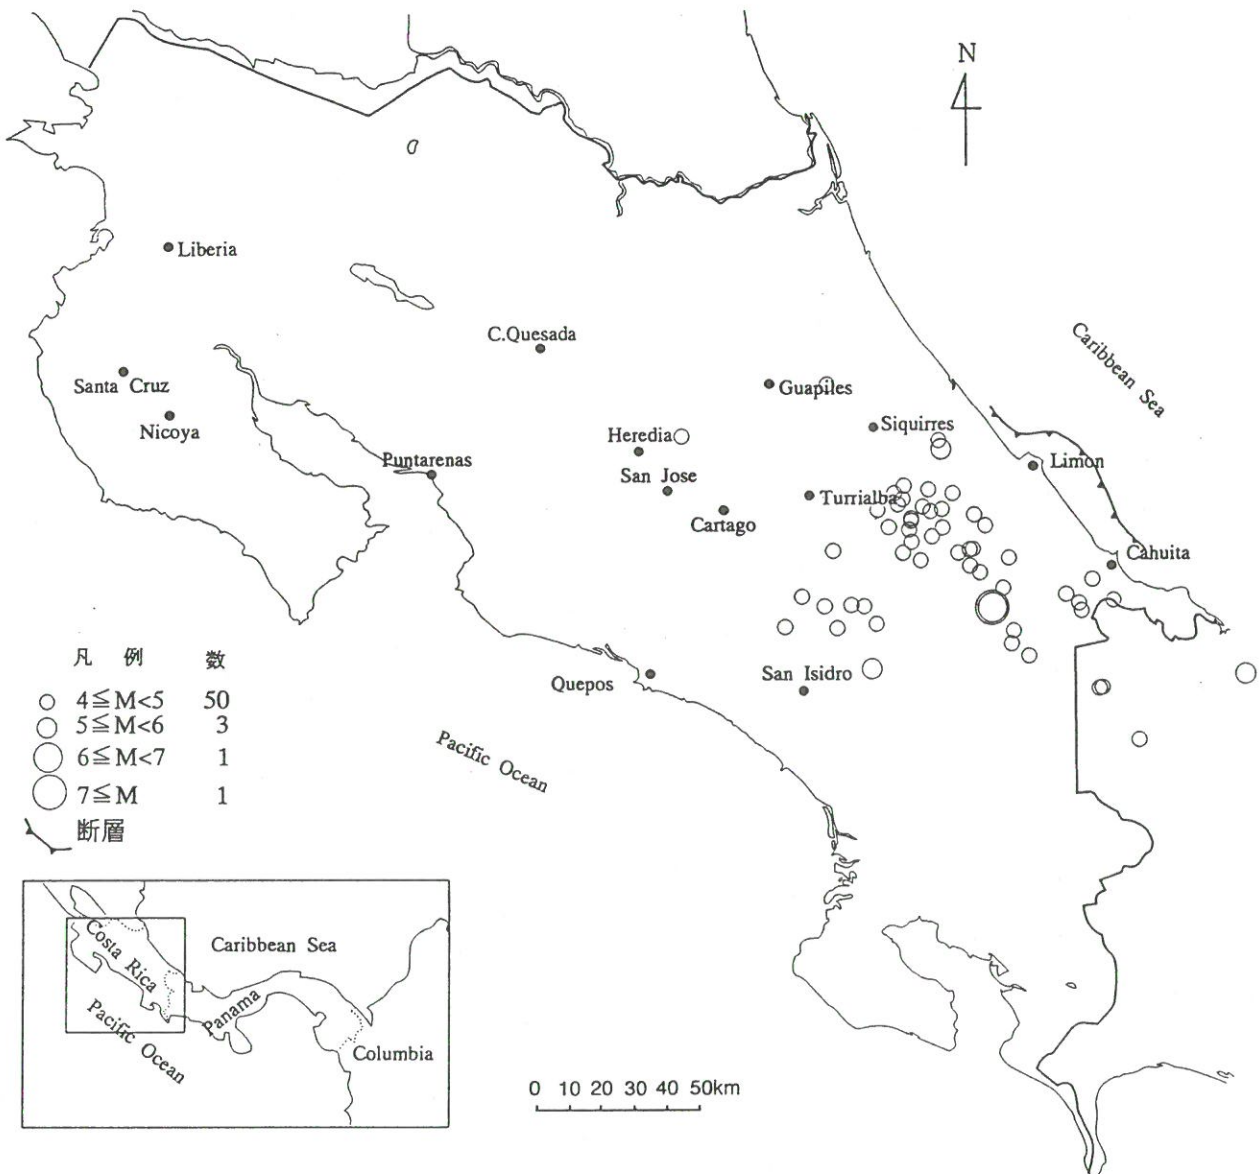 N
Liberia
Caribbean Sea
C.Quesada
Santa Cruz
Guapiles
Nicoya
Siquirres
Heredia
Puntarenas
Limon
San Jose
Turrialba
Cartago
Cahuita
凡 例 数
4≦M<5 50
5≦M<6 3
6≦M<7 1
7≦M 1
断層
Quepos
San Isidro
Pacific Ocean
Costa Rica
Caribbean Sea
Panama
Pacific Ocean
Columbia
0 10 20 30 40 50km